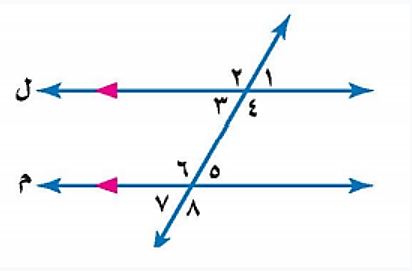 ٢ ١
ل
٣ ٤
٦ ٥
م
٧ ٨